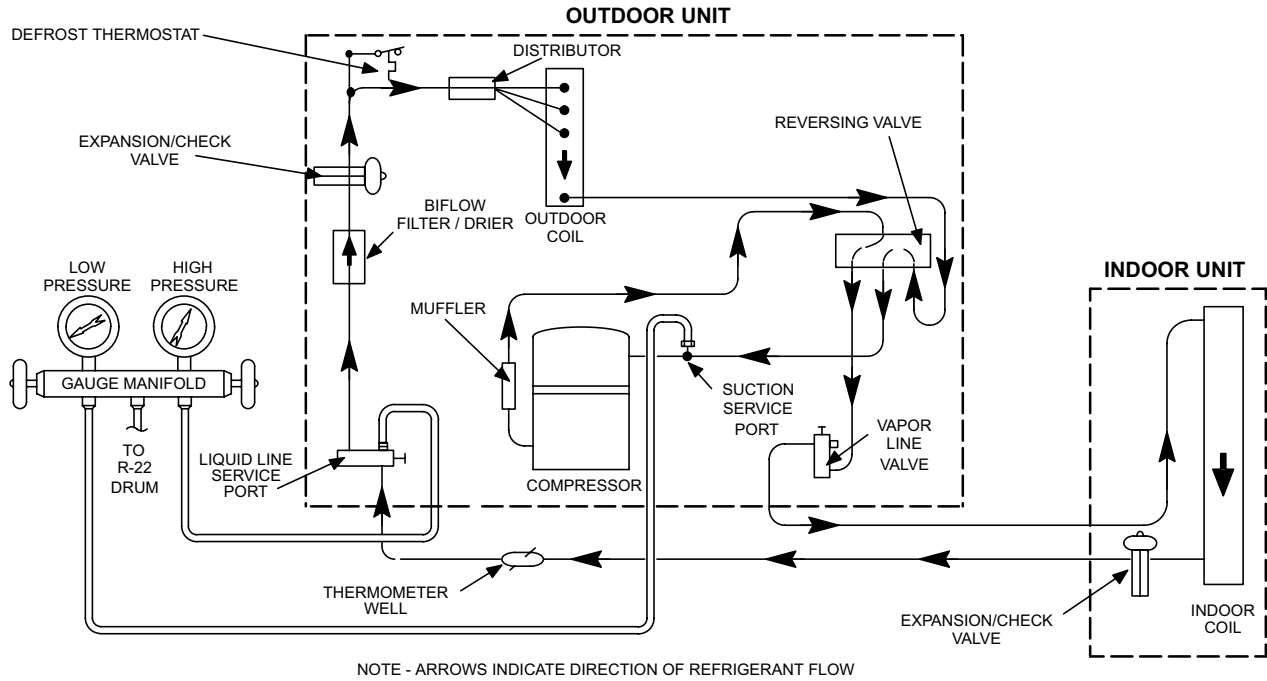 OUTDOOR UNIT
DEFROST THERMOSTAT
DISTRIBUTOR
REVERSING VALVE
EXPANSION/CHECK
VALVE
BIFLOW
FILTER / DRIER
OUTDOOR
COIL
LOW
PRESSURE
HIGH
PRESSURE
INDOOR UNIT
MUFFLER
GAUGE MANIFOLD
SUCTION
SERVICE
PORT
TO
R-22
DRUM
LIQUID LINE
SERVICE
PORT
COMPRESSOR
VAPOR
LINE
VALVE
THERMOMETER
WELL
EXPANSION/CHECK
VALVE
INDOOR
COIL
NOTE - ARROWS INDICATE DIRECTION OF REFRIGERANT FLOW